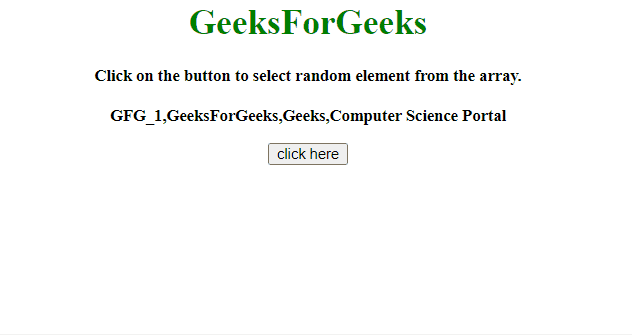 GeeksForGeeks
Click on the button to select random element from the array.
GFG_1,GeeksForGeeks,Geeks,Computer Science Portal
click here